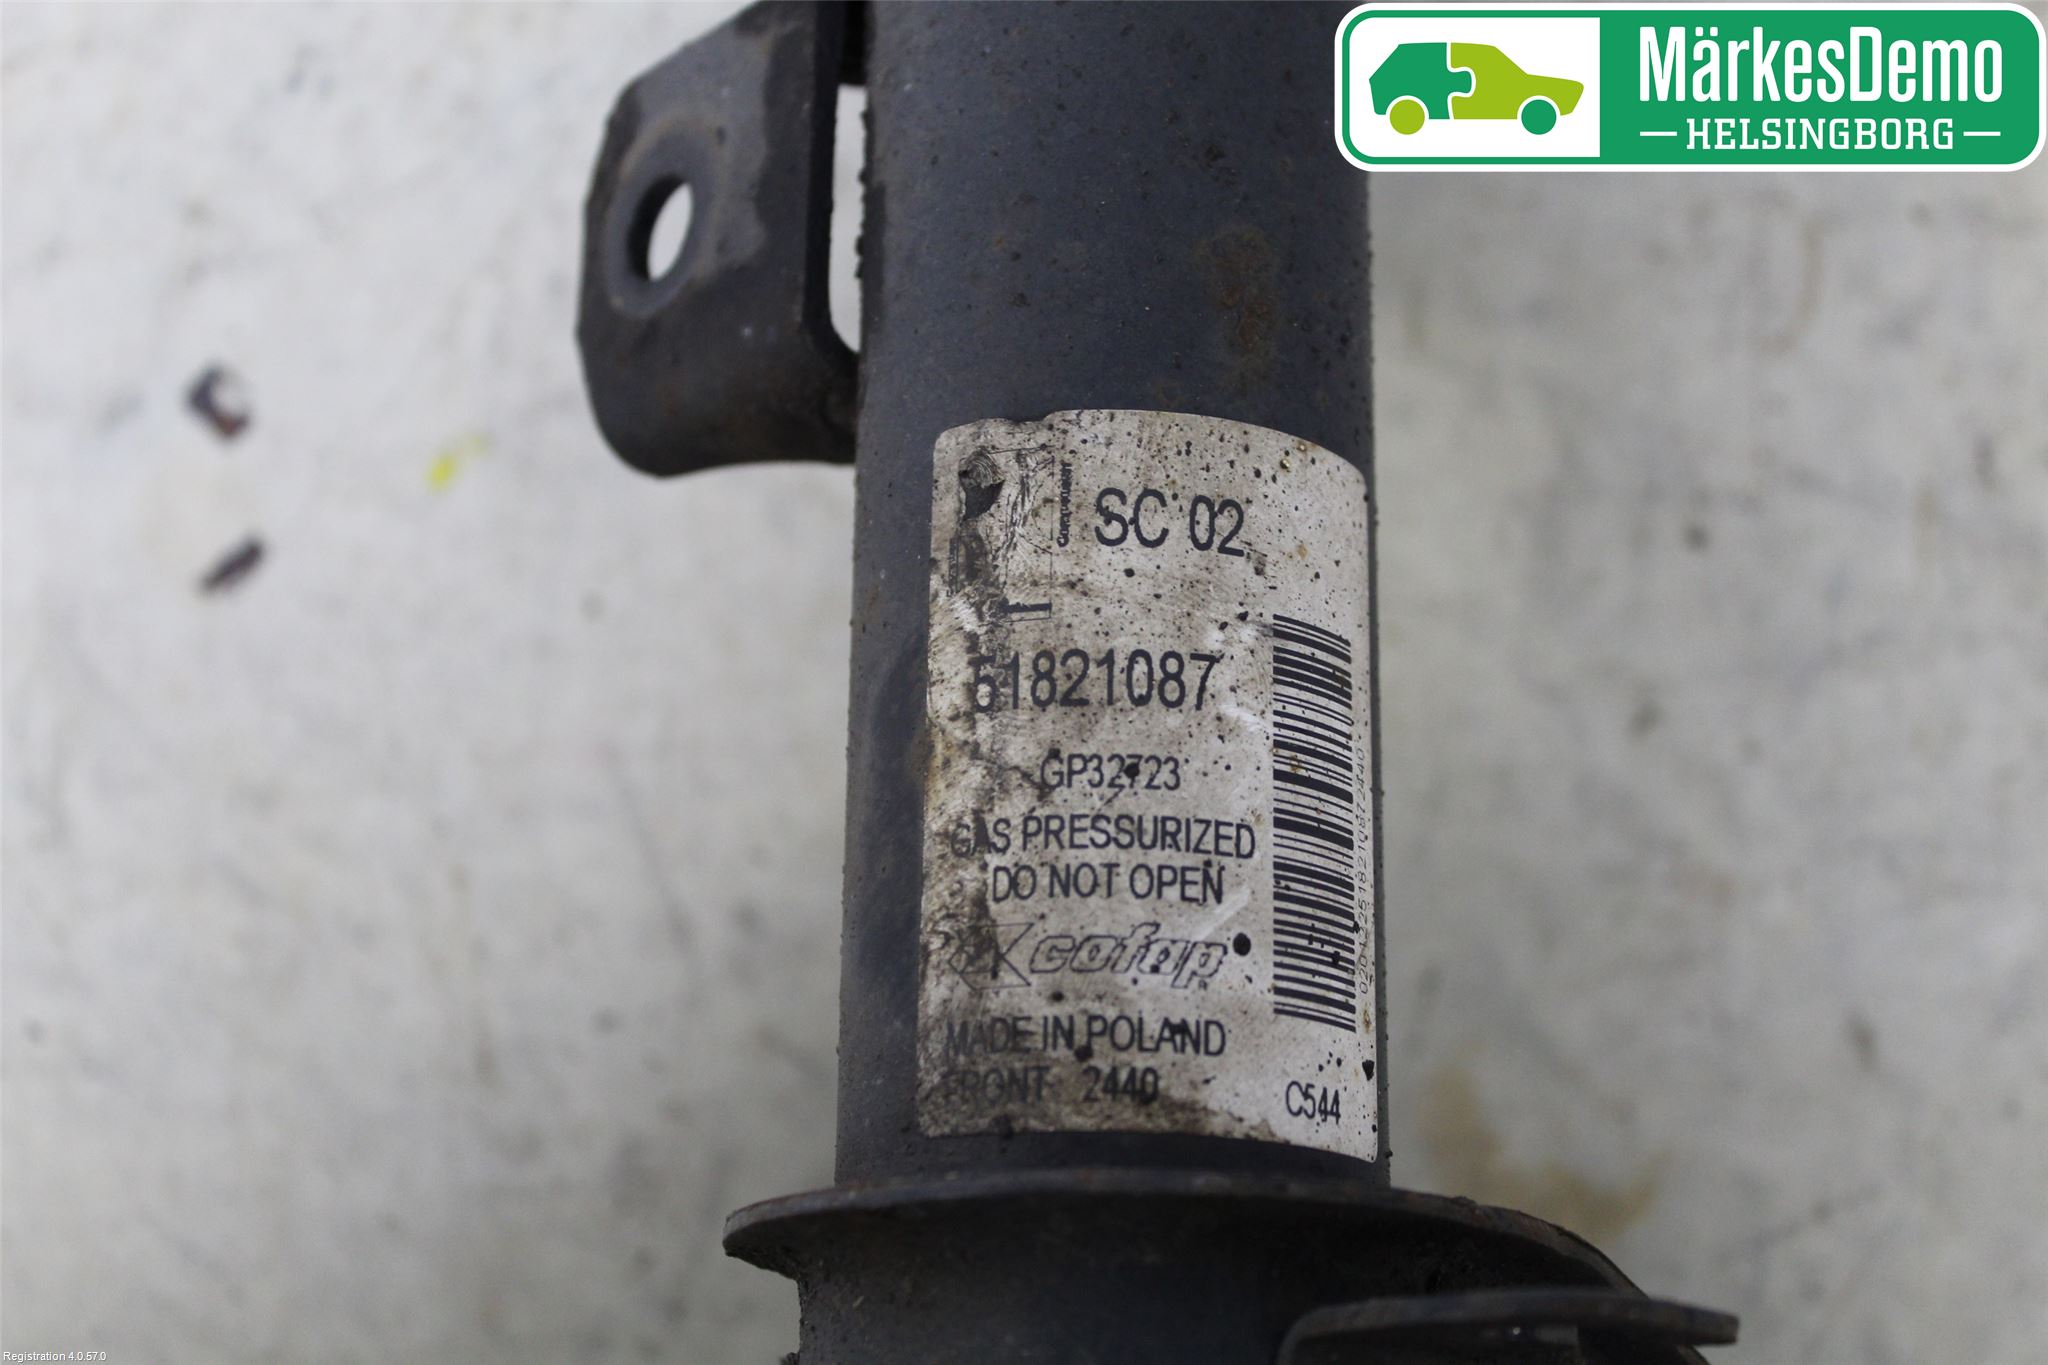 MärkesDemo
HELSINGBORG
SC 02
51821087
GP32723
GAS PRESSURIZED
DO NOT OPEN
cofap
MADE IN POLAND
FRONT 2440
C544
Registration 4.0.57.0